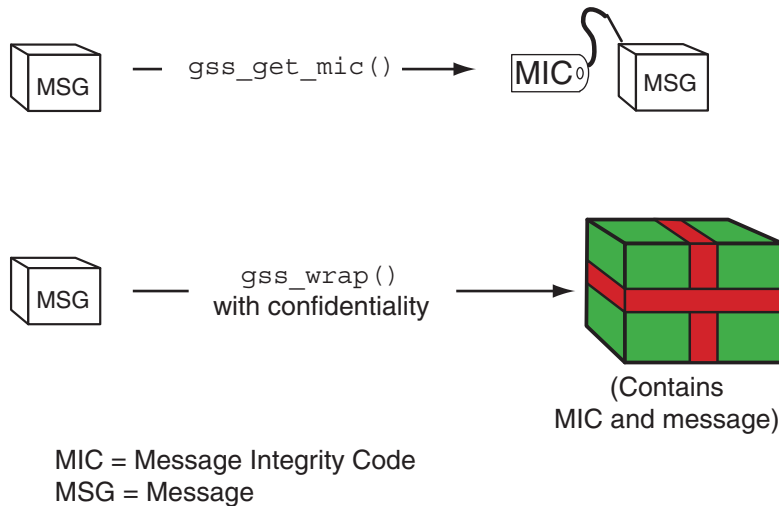 MSG
gss_get_mic()
MIC
MSG
MSG
gss_wrap()
with confidentiality
(Contains
MIC and message)
MIC = Message Integrity Code
MSG = Message